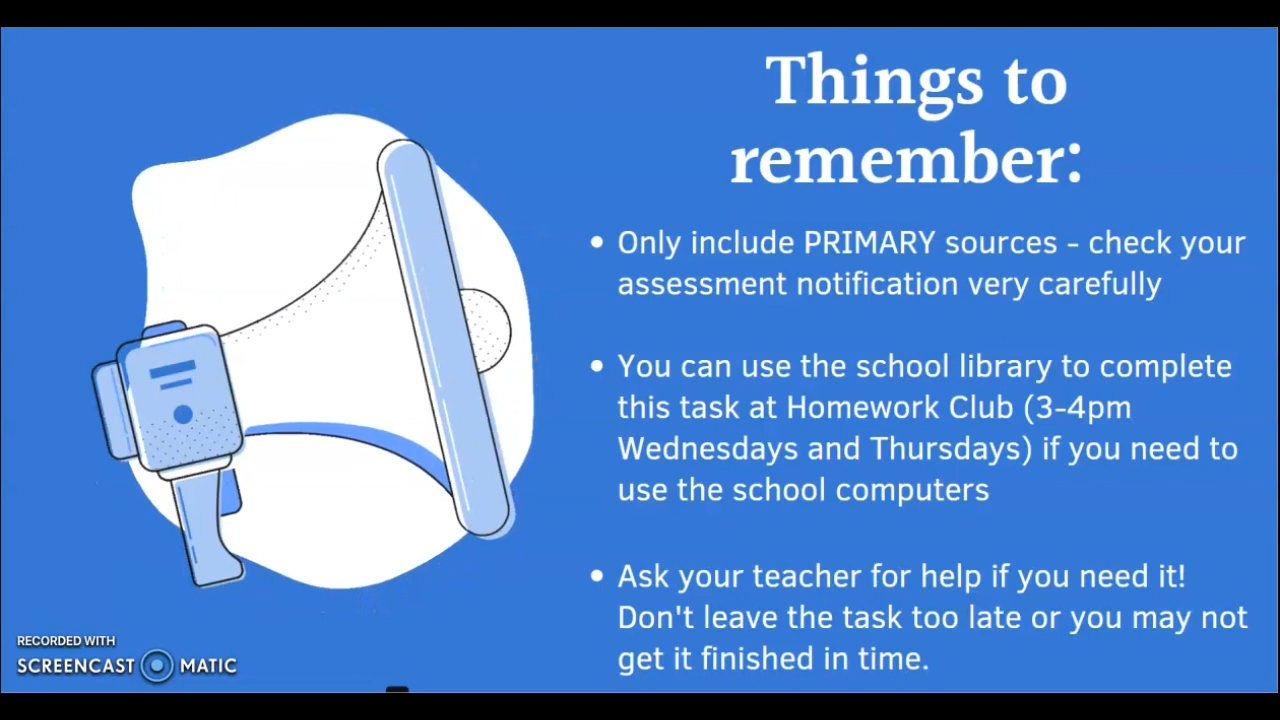 Things to
remember:
• Only include PRIMARY sources - check your
assessment notification very carefully
• You can use the school library to complete
this task at Homework Club (3-4pm
Wednesdays and Thursdays) if you need to
use the school computers
• Ask your teacher for help if you need it!
Don't leave the task too late or you may not
get it finished in time.
RECORDED WITH
SCREENCAST MATIC